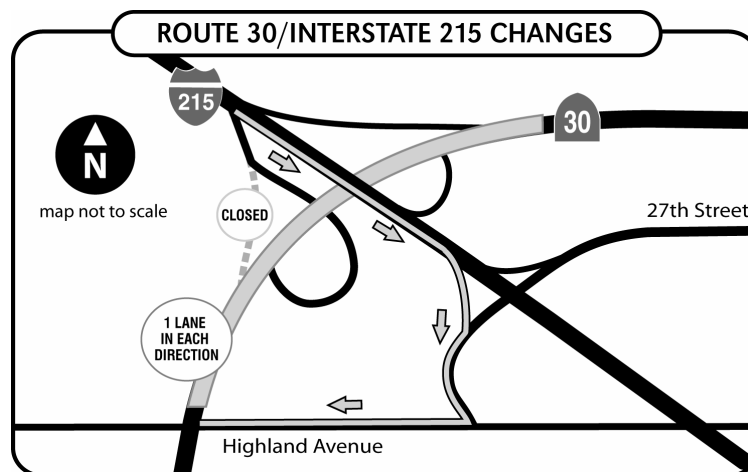 ROUTE 30/INTERSTATE 215 CHANGES
215
30
N
map not to scale
CLOSED
27th Street
1 LANE
IN EACH
DIRECTION
Highland Avenue